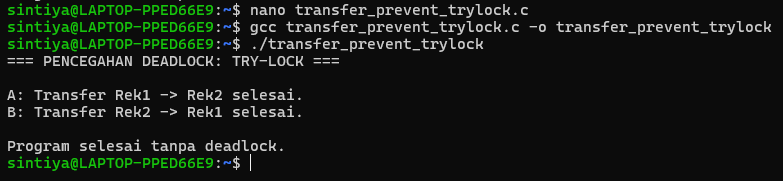 sintiya@LAPTOP-PPED66E9:~$ nano transfer_prevent_trylock.c
sintiya@LAPTOP-PPED66E9:~$ gcc transfer_prevent_trylock.c -o transfer_prevent_trylock
sintiya@LAPTOP-PPED66E9:~$ ./transfer_prevent_trylock
=== PENCEGAHAN DEADLOCK: TRY-LOCK ===
A: Transfer Rek1 -> Rek2 selesai.
B: Transfer Rek2 -> Rek1 selesai.
Program selesai tanpa deadlock.
sintiya@LAPTOP-PPED66E9:~$